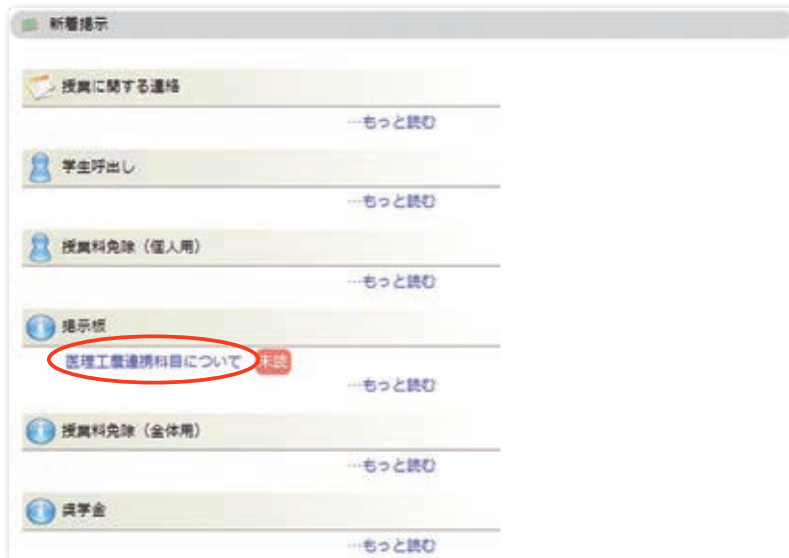 新着掲示
授業に関する連絡
…もっと読む
学生呼出し
…もっと読む
授業料免除（個人用）
…もっと読む
掲示板
医理工農連携科目について 未読
…もっと読む
授業料免除（全体用）
…もっと読む
奨学金
…もっと読む